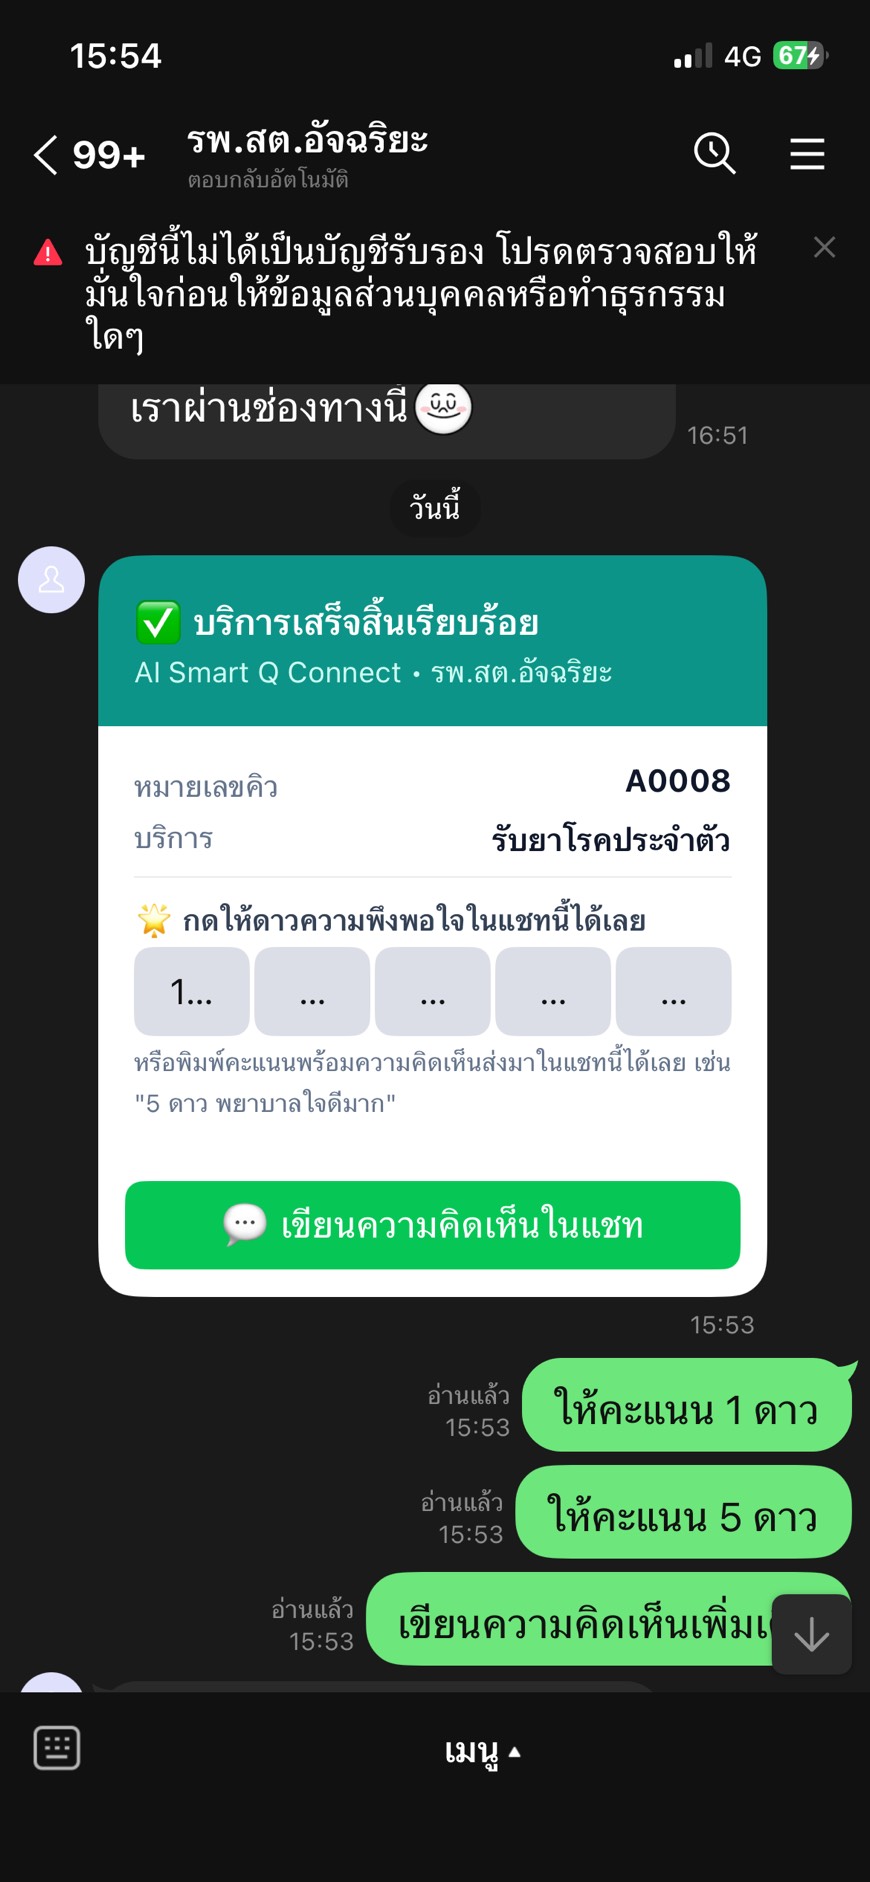 15:54
4G 67
99+
รพ.สต.อัจฉริยะ
ตอบกลับอัตโนมัติ
บัญชีนี้ไม่ได้เป็นบัญชีรับรอง โปรดตรวจสอบให้
มั่นใจก่อนให้ข้อมูลส่วนบุคคลหรือทำธุรกรรม
ใดๆ
เราผ่านช่องทางนี้
16:51
วันนี้
บริการเสร็จสิ้นเรียบร้อย
AI Smart Q Connect • รพ.สต.อัจฉริยะ
หมายเลขคิว A0008
บริการ รับยาโรคประจำตัว
กดให้ดาวความพึงพอใจในแชทนี้ได้เลย
1... ... ... ... ...
หรือพิมพ์คะแนนพร้อมความคิดเห็นส่งมาในแชทนี้ได้เลย เช่น
"5 ดาว พยาบาลใจดีมาก"
เขียนความคิดเห็นในแชท
15:53
อ่านแล้ว
15:53
ให้คะแนน 1 ดาว
อ่านแล้ว
15:53
ให้คะแนน 5 ดาว
อ่านแล้ว
15:53
เขียนความคิดเห็นเพิ่มเ
เมนู